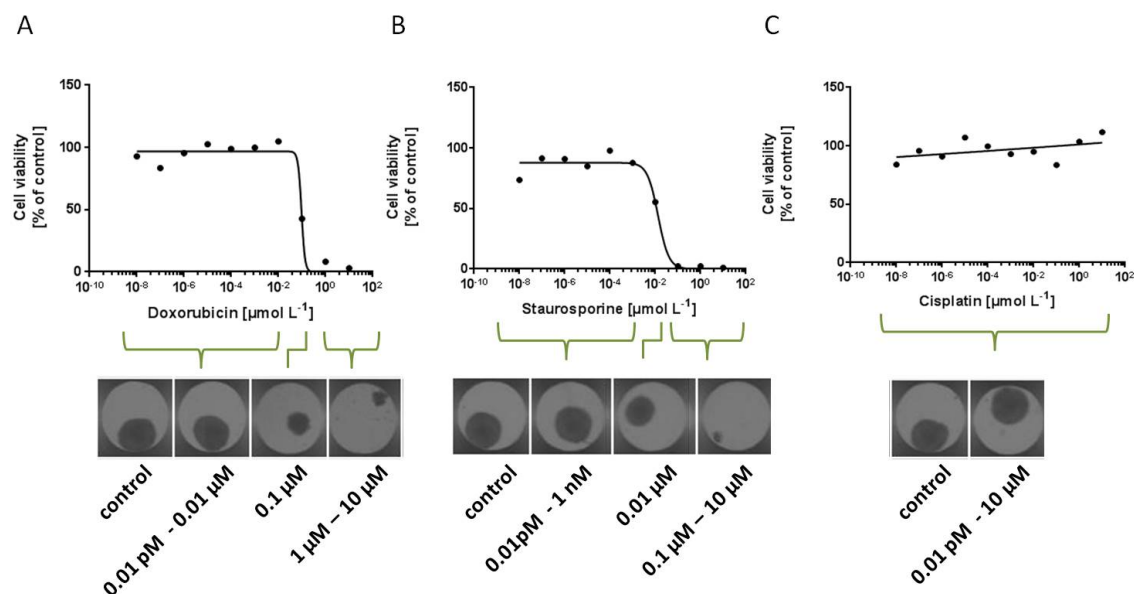 A
B
C
Cell viability
[% of control]
150
100
50
0
10-10
10-8
10-6
10-4
10-2
100
102
Doxorubicin [µmol L-1]
control
0.01 pM - 0.01 µM
0.1 µM
1 µM – 10 µM
Cell viability
[% of control]
150
100
50
0
10-10
10-8
10-6
10-4
10-2
100
102
Staurosporine [µmol L-1]
control
0.01pM - 1 nM
0.01 µM
0.1 µM – 10 µM
Cell viability
[% of control]
150
100
50
0
10-10
10-8
10-6
10-4
10-2
100
102
Cisplatin [µmol L-1]
control
0.01 pM - 10 µM